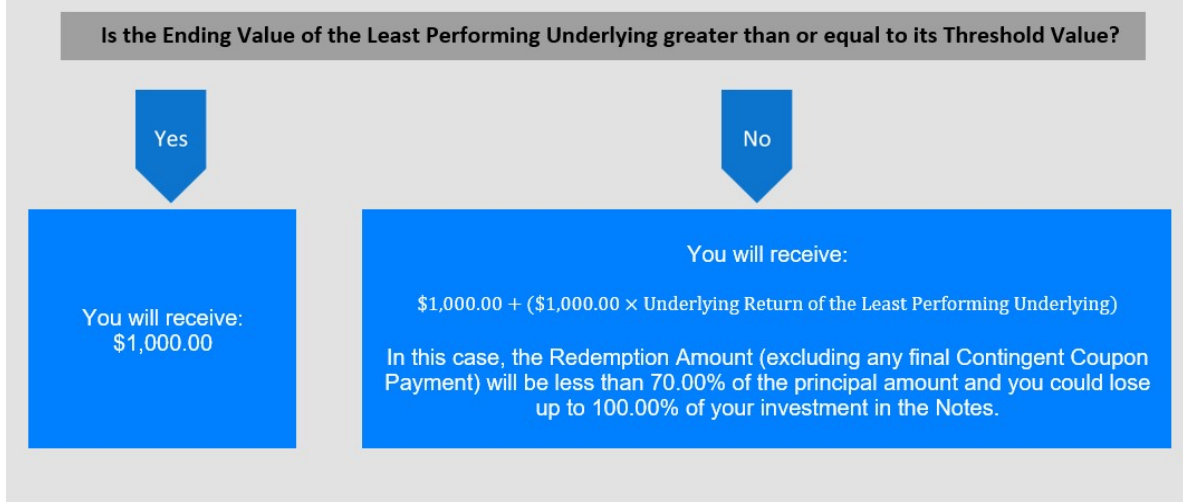 Is the Ending Value of the Least Performing Underlying greater than or equal to its Threshold Value?
Yes
No
You will receive:
$1,000.00
You will receive:
$1,000.00 + ($1,000.00 × Underlying Return of the Least Performing Underlying)
In this case, the Redemption Amount (excluding any final Contingent Coupon
Payment) will be less than 70.00% of the principal amount and you could lose
up to 100.00% of your investment in the Notes.